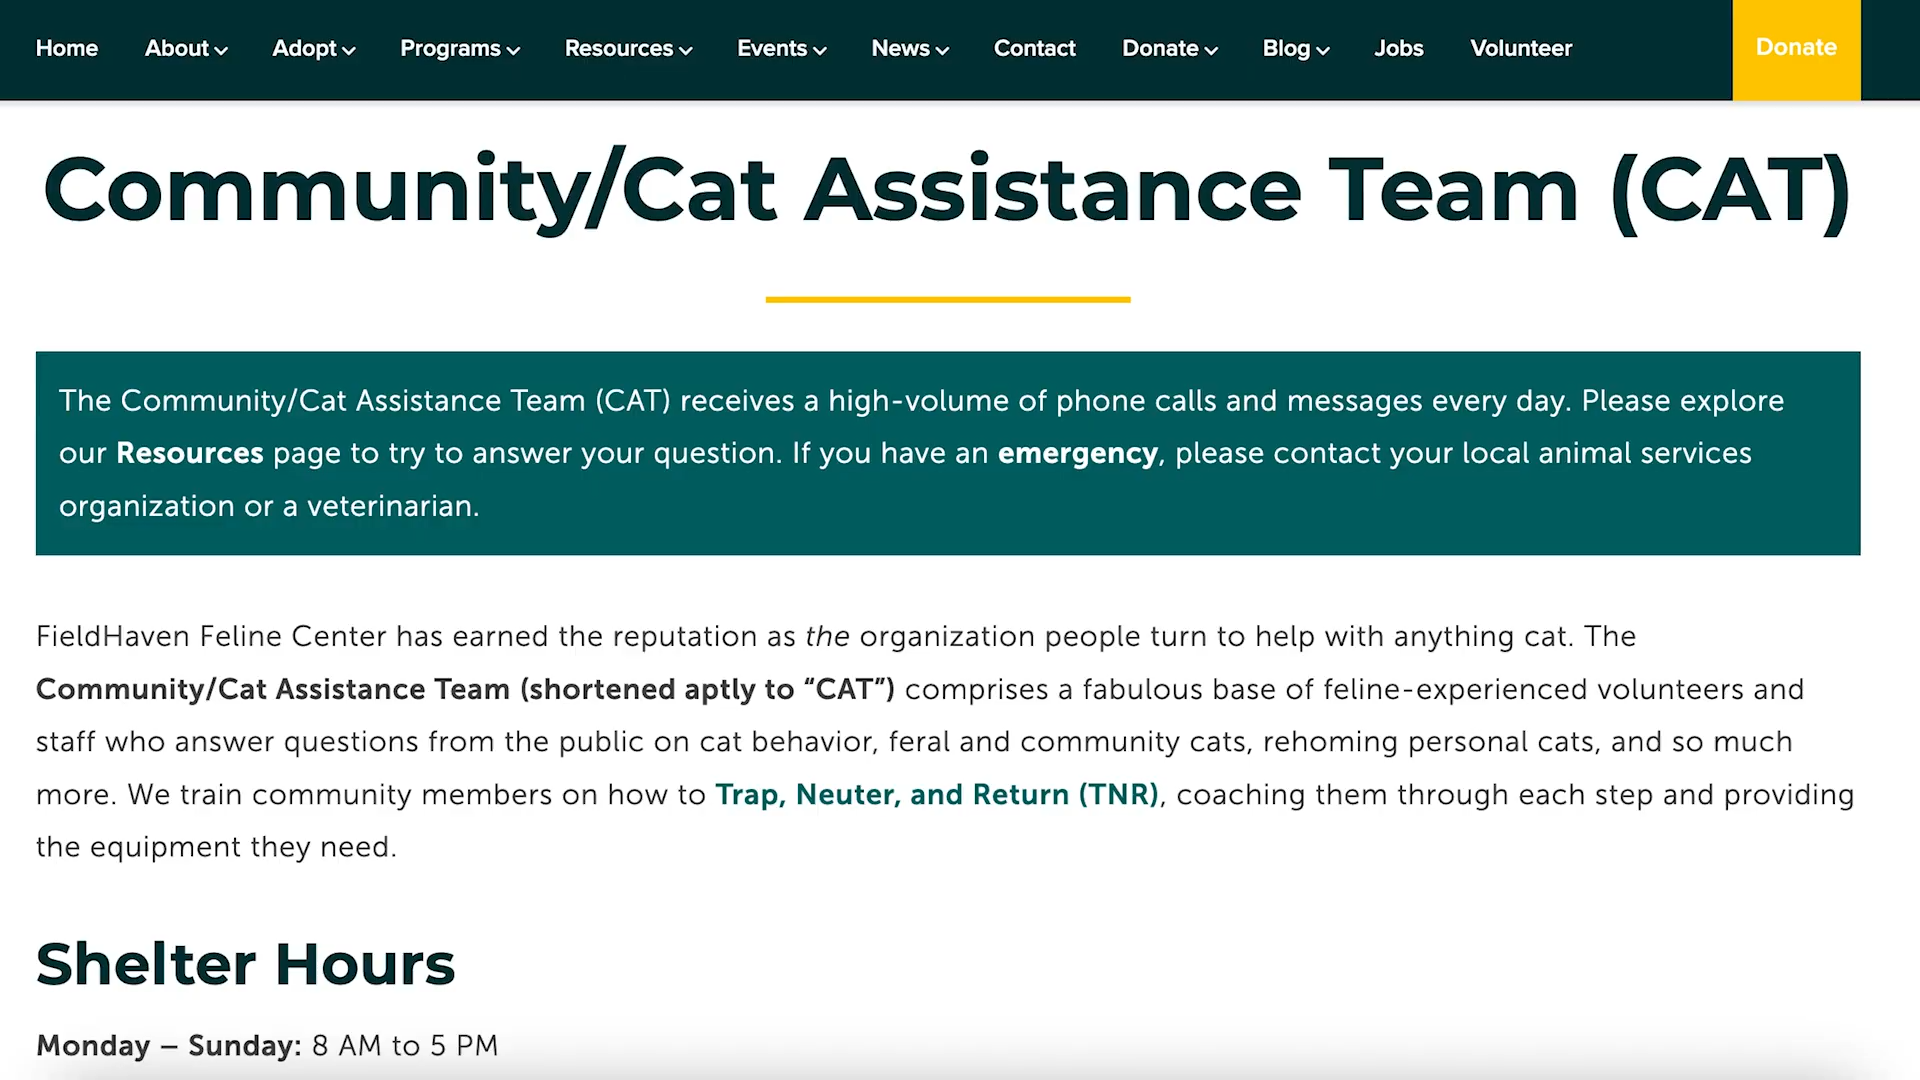 Home About Adopt Programs Resources Events News Contact Donate Blog Jobs Volunteer Donate
Community/Cat Assistance Team (CAT)
The Community/Cat Assistance Team (CAT) receives a high-volume of phone calls and messages every day. Please explore
our Resources page to try to answer your question. If you have an emergency, please contact your local animal services
organization or a veterinarian.
FieldHaven Feline Center has earned the reputation as the organization people turn to help with anything cat. The
Community/Cat Assistance Team (shortened aptly to “CAT”) comprises a fabulous base of feline-experienced volunteers and
staff who answer questions from the public on cat behavior, feral and community cats, rehoming personal cats, and so much
more. We train community members on how to Trap, Neuter, and Return (TNR), coaching them through each step and providing
the equipment they need.
Shelter Hours
Monday – Sunday: 8 AM to 5 PM